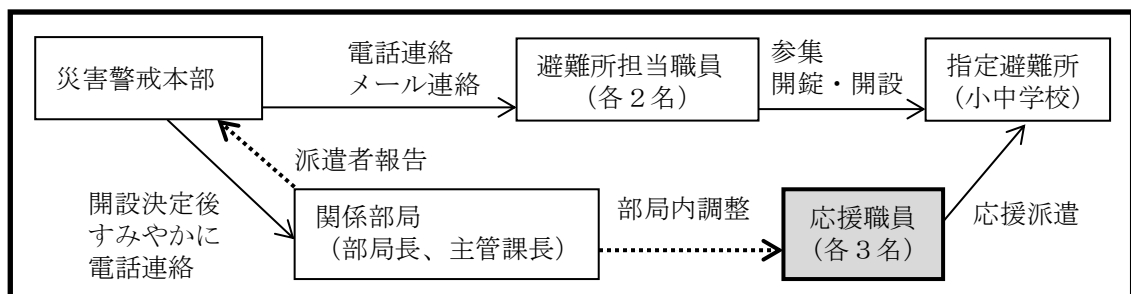 災害警戒本部
電話連絡
メール連絡
避難所担当職員
（各２名）
参集
開錠・開設
指定避難所
（小中学校）
派遣者報告
開設決定後
すみやかに
電話連絡
関係部局
（部局長、主管課長）
部局内調整
応援職員
（各３名）
応援派遣